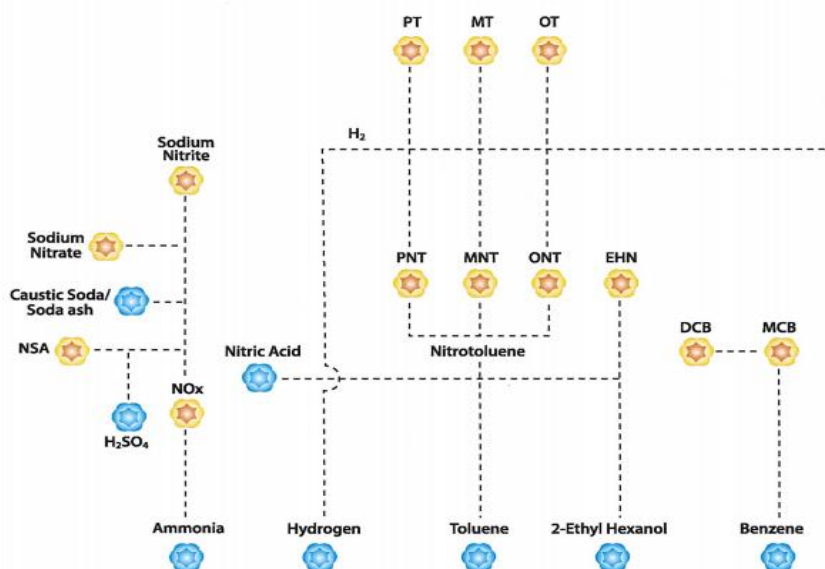 PT MT OT
H₂
Sodium
Nitrite
Sodium
Nitrate
PNT MNT ONT EHN
Caustic Soda/
Soda ash
DCB MCB
NSA
Nitric Acid
Nitrotoluene
NOx
H₂SO₄
Ammonia Hydrogen Toluene 2-Ethyl Hexanol Benzene